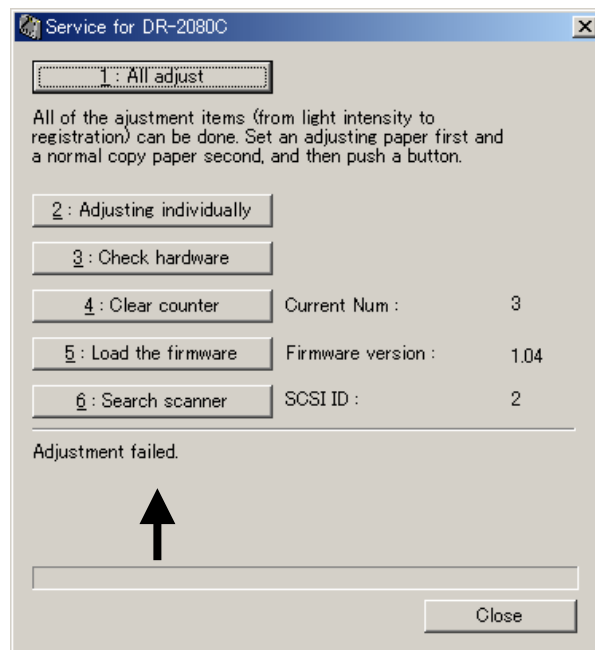 Service for DR-2080C
1 : All adjust
All of the ajustment items (from light intensity to
registration) can be done. Set an adjusting paper first and
a normal copy paper second, and then push a button.
2 : Adjusting individually
3 : Check hardware
4 : Clear counter Current Num : 3
5 : Load the firmware Firmware version : 1.04
6 : Search scanner SCSI ID : 2
Adjustment failed.
Close